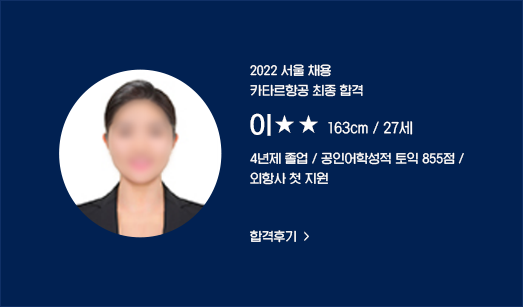 2022 서울 채용
카타르항공 최종 합격
이★★ 163cm / 27세
4년제 졸업 / 공인어학성적 토익 855점 /
외항사 첫 지원
합격후기 >